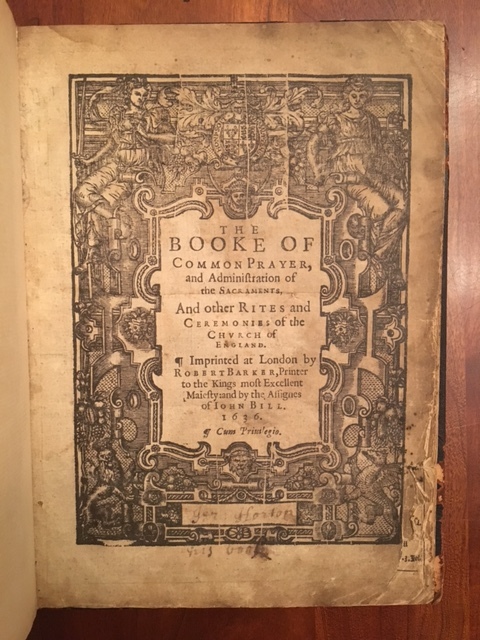 THE
BOOKE OF
COMMON PRAYER,
and Adminiſtration of
the SACRAMENTS,
And other RITES and
CEREMONIES of the
CHVRCH of
ENGLAND.
¶ Imprinted at London by
ROBERT BARKER, Printer
to the Kings moſt Excellent
Maieſty: and by the Aſſignes
of IOHN BILL.
1636.
¶ Cum Privilegio.